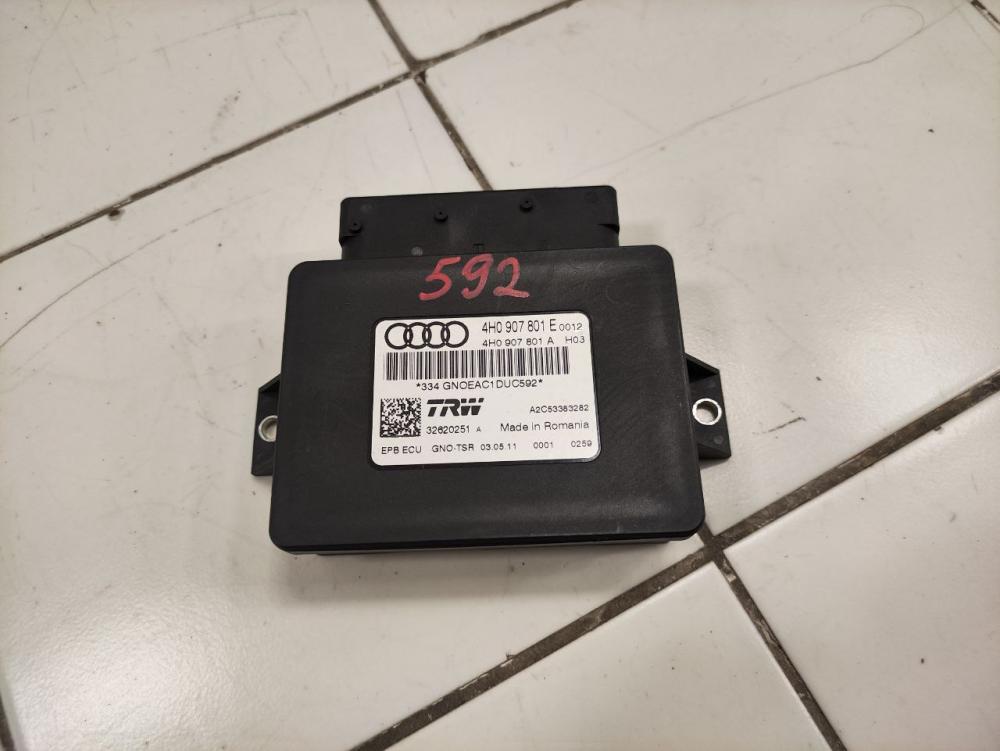 592
4H0 907 801 E 0012
4H0 907 801 A H03
*334 GNOEAC1DUC592*
TRW A2C53383282
32620251 A Made in Romania
EPB ECU GNO-TSR 03.05.11 0001 0259